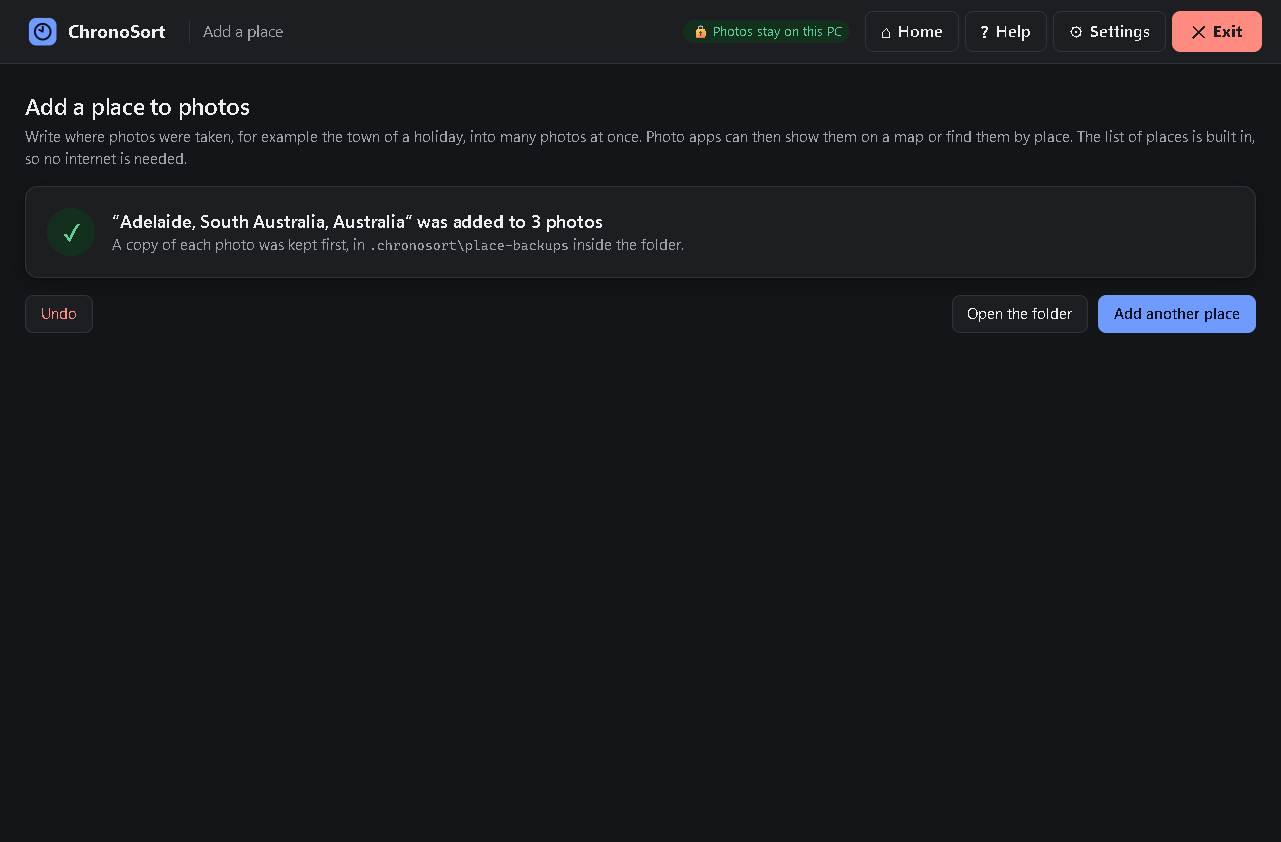 ChronoSort
Add a place
Photos stay on this PC
Home
? Help
Settings
Exit
Add a place to photos
Write where photos were taken, for example the town of a holiday, into many photos at once. Photo apps can then show them on a map or find them by place. The list of places is built in,
so no internet is needed.
“Adelaide, South Australia, Australia” was added to 3 photos
A copy of each photo was kept first, in .chronosort\place-backups inside the folder.
Undo
Open the folder
Add another place